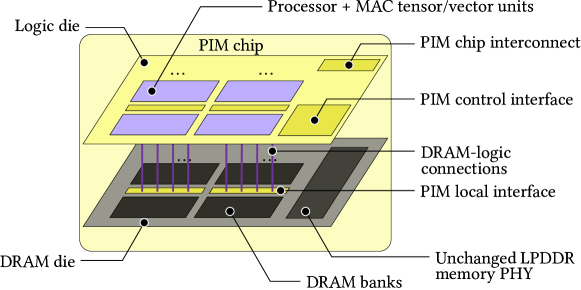 Processor + MAC tensor/vector units
Logic die
PIM chip
PIM chip interconnect
...
...
PIM control interface
...
...
DRAM-logic
connections
PIM local interface
DRAM die
Unchanged LPDDR
memory PHY
DRAM banks